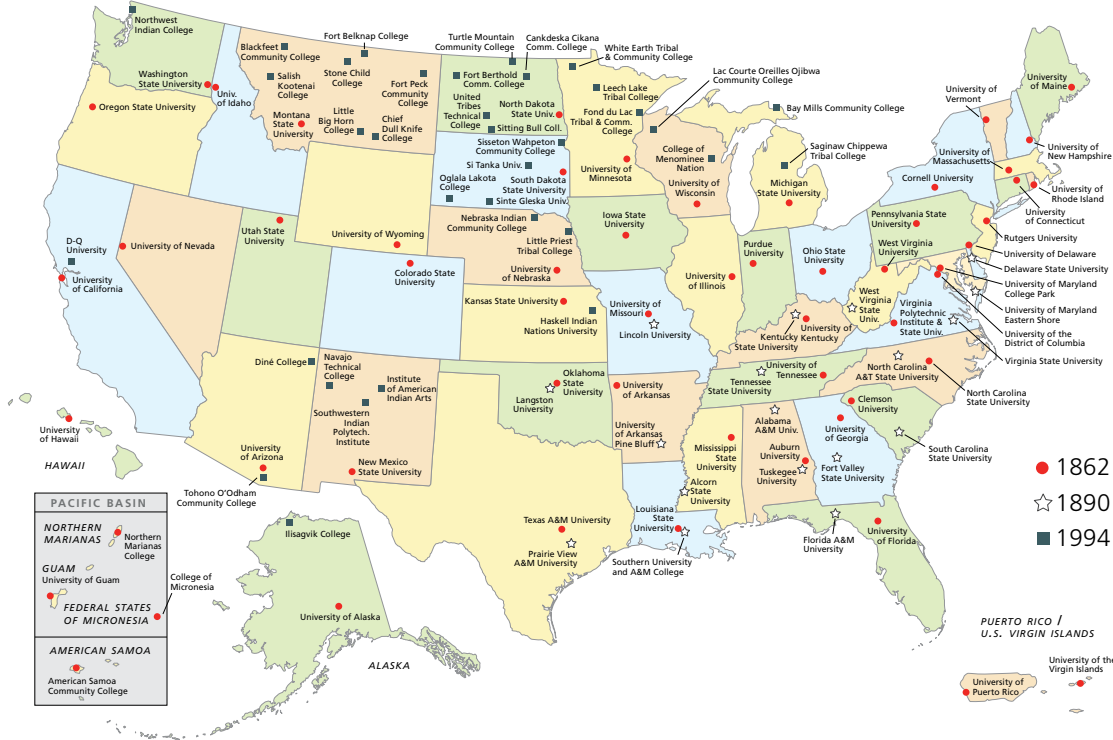 Northwest
Indian College
Washington
State University
Univ.
of Idaho
Oregon State University
Blackfeet
Community College
Fort Belknap College
Salish
Kootenai
College
Stone Child
College
Fort Peck
Community
College
Montana
State
University
Little
Big Horn
College
Chief
Dull Knife
College
Turtle Mountain
Community College
Cankdeska Cikana
Comm. College
Fort Berthold
Comm. College
United
Tribes
Technical
College
North Dakota
State Univ.
Sitting Bull Coll.
White Earth Tribal
& Community College
Leech Lake
Tribal College
Fond du Lac
Tribal & Comm.
College
Lac Courte Oreilles Ojibwa
Community College
Bay Mills Community College
Sisseton Wahpeton
Community College
Si Tanka Univ.
Oglala Lakota
College
South Dakota
State University
Sinte Gleska Univ.
University of
Minnesota
College of
Menominee
Nation
University of
Wisconsin
Saginaw Chippewa
Tribal College
Michigan
State University
University of
Vermont
University
of Maine
University of
New Hampshire
University of
Massachusetts
Cornell University
University of
Rhode Island
University
of Connecticut
D-Q
University
University
of California
University of Nevada
Utah State
University
University of Wyoming
Colorado State
University
Nebraska Indian
Community College
Little Priest
Tribal College
University
of Nebraska
Iowa State
University
Kansas State University
Haskell Indian
Nations University
University of
Missouri
Lincoln University
University
of Illinois
Purdue
University
Ohio State
University
Pennsylvania State
University
West Virginia
University
West
Virginia
State
Univ.
Rutgers University
University of Delaware
Delaware State University
University of Maryland
College Park
University of Maryland
Eastern Shore
University of the
District of Columbia
Virginia State University
Virginia
Polytechnic
Institute &
State Univ.
Kentucky
State University
University of
Kentucky
University of
Tennessee
Tennessee
State
University
North Carolina
A&T State University
North Carolina
State University
Diné College
Navajo
Technical
College
Institute
of American
Indian Arts
Southwestern
Indian
Polytech.
Institute
University
of Arizona
Tohono O'Odham
Community College
New Mexico
State University
Oklahoma
State
University
Langston
University
University
of Arkansas
University
of Arkansas
Pine Bluff
Mississippi
State
University
Alcorn
State
University
Alabama
A&M Univ.
Auburn
University
Tuskegee
University
University
of Georgia
Fort Valley
State University
Clemson
University
South Carolina
State University
Texas A&M University
Prairie View
A&M University
Louisiana
State
University
Southern University
and A&M College
Florida A&M
University
University
of Florida
University
of Hawaii
HAWAII
PACIFIC BASIN
NORTHERN
MARIANAS
Northern
Marianas
College
GUAM
University of Guam
College of
Micronesia
FEDERAL STATES
OF MICRONESIA
AMERICAN SAMOA
American Samoa
Community College
Ilisagvik College
University of Alaska
ALASKA
1862
1890
1994
PUERTO RICO /
U.S. VIRGIN ISLANDS
University of
Puerto Rico
University of the
Virgin Islands